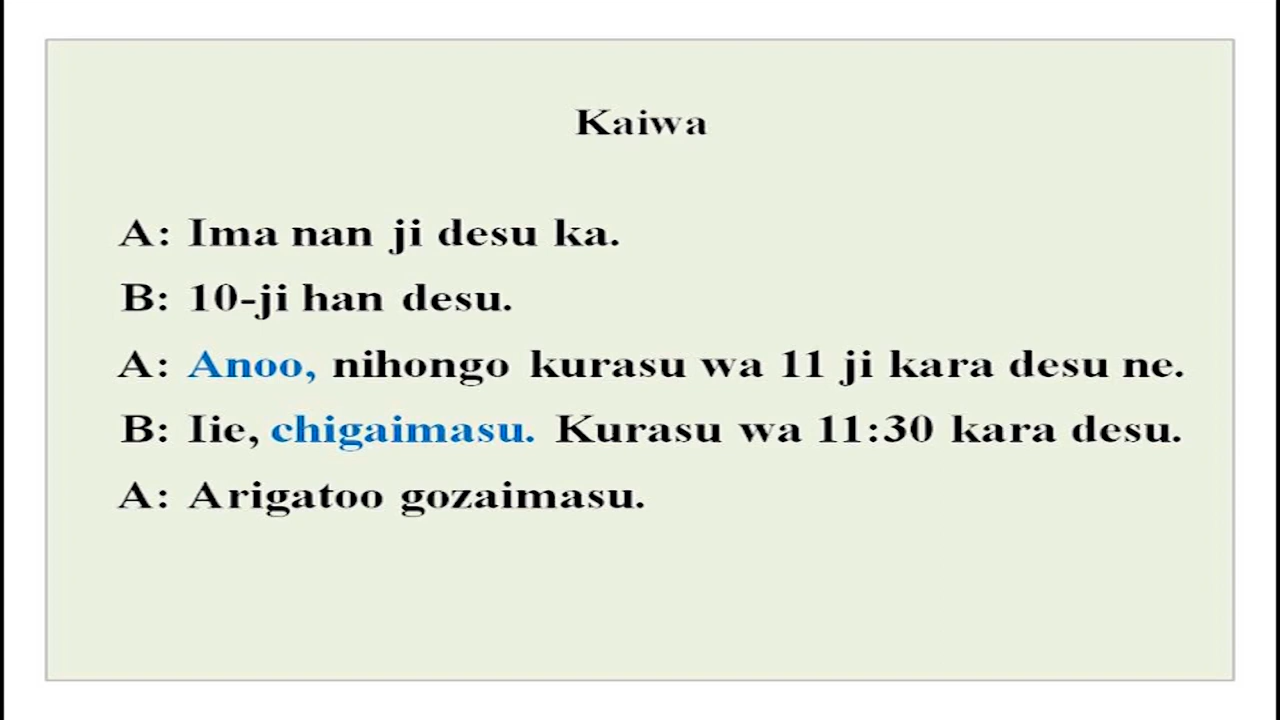 Kaiwa
A: Ima nan ji desu ka.
B: 10-ji han desu.
A: Anoo, nihongo kurasu wa 11 ji kara desu ne.
B: Iie, chigaimasu. Kurasu wa 11:30 kara desu.
A: Arigatoo gozaimasu.